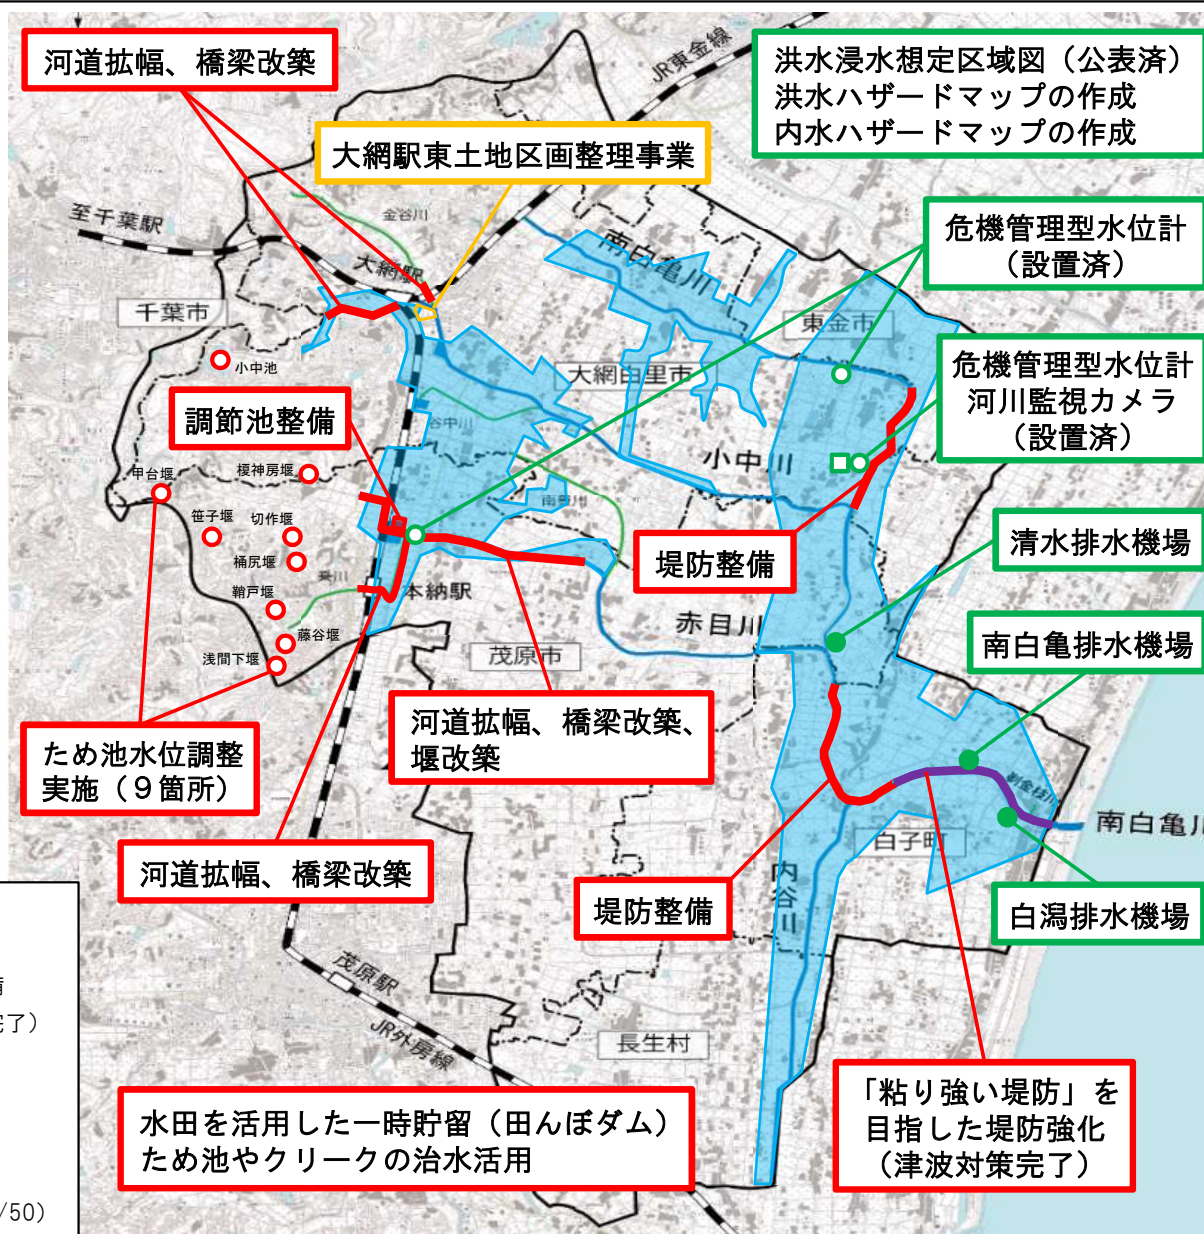 河道拡幅、橋梁改築
JR東金線
洪水浸水想定区域図（公表済）
洪水ハザードマップの作成
内水ハザードマップの作成
大網駅東土地区画整理事業
至千葉駅
金谷川
大網駅
南白亀川
危機管理型水位計
（設置済）
千葉市
東金市
小中池
大網白里市
危機管理型水位計
河川監視カメラ
（設置済）
調節池整備
谷中川
小中川
甲台堰
榎神房堰
南白亀川
笹子堰
切作堰
桶尻堰
堤防整備
清水排水機場
鞘戸堰
本納駅
赤目川
藤谷堰
浅間下堰
茂原市
南白亀排水機場
ため池水位調整
実施（９箇所）
河道拡幅、橋梁改築、
堰改築
白子町
南白亀川
河道拡幅、橋梁改築
堤防整備
内谷川
白潟排水機場
備
完了）
茂原駅
JR外房線
長生村
水田を活用した一時貯留（田んぼダム）
ため池やクリークの治水活用
「粘り強い堤防」を
目指した堤防強化
（津波対策完了）
/50）